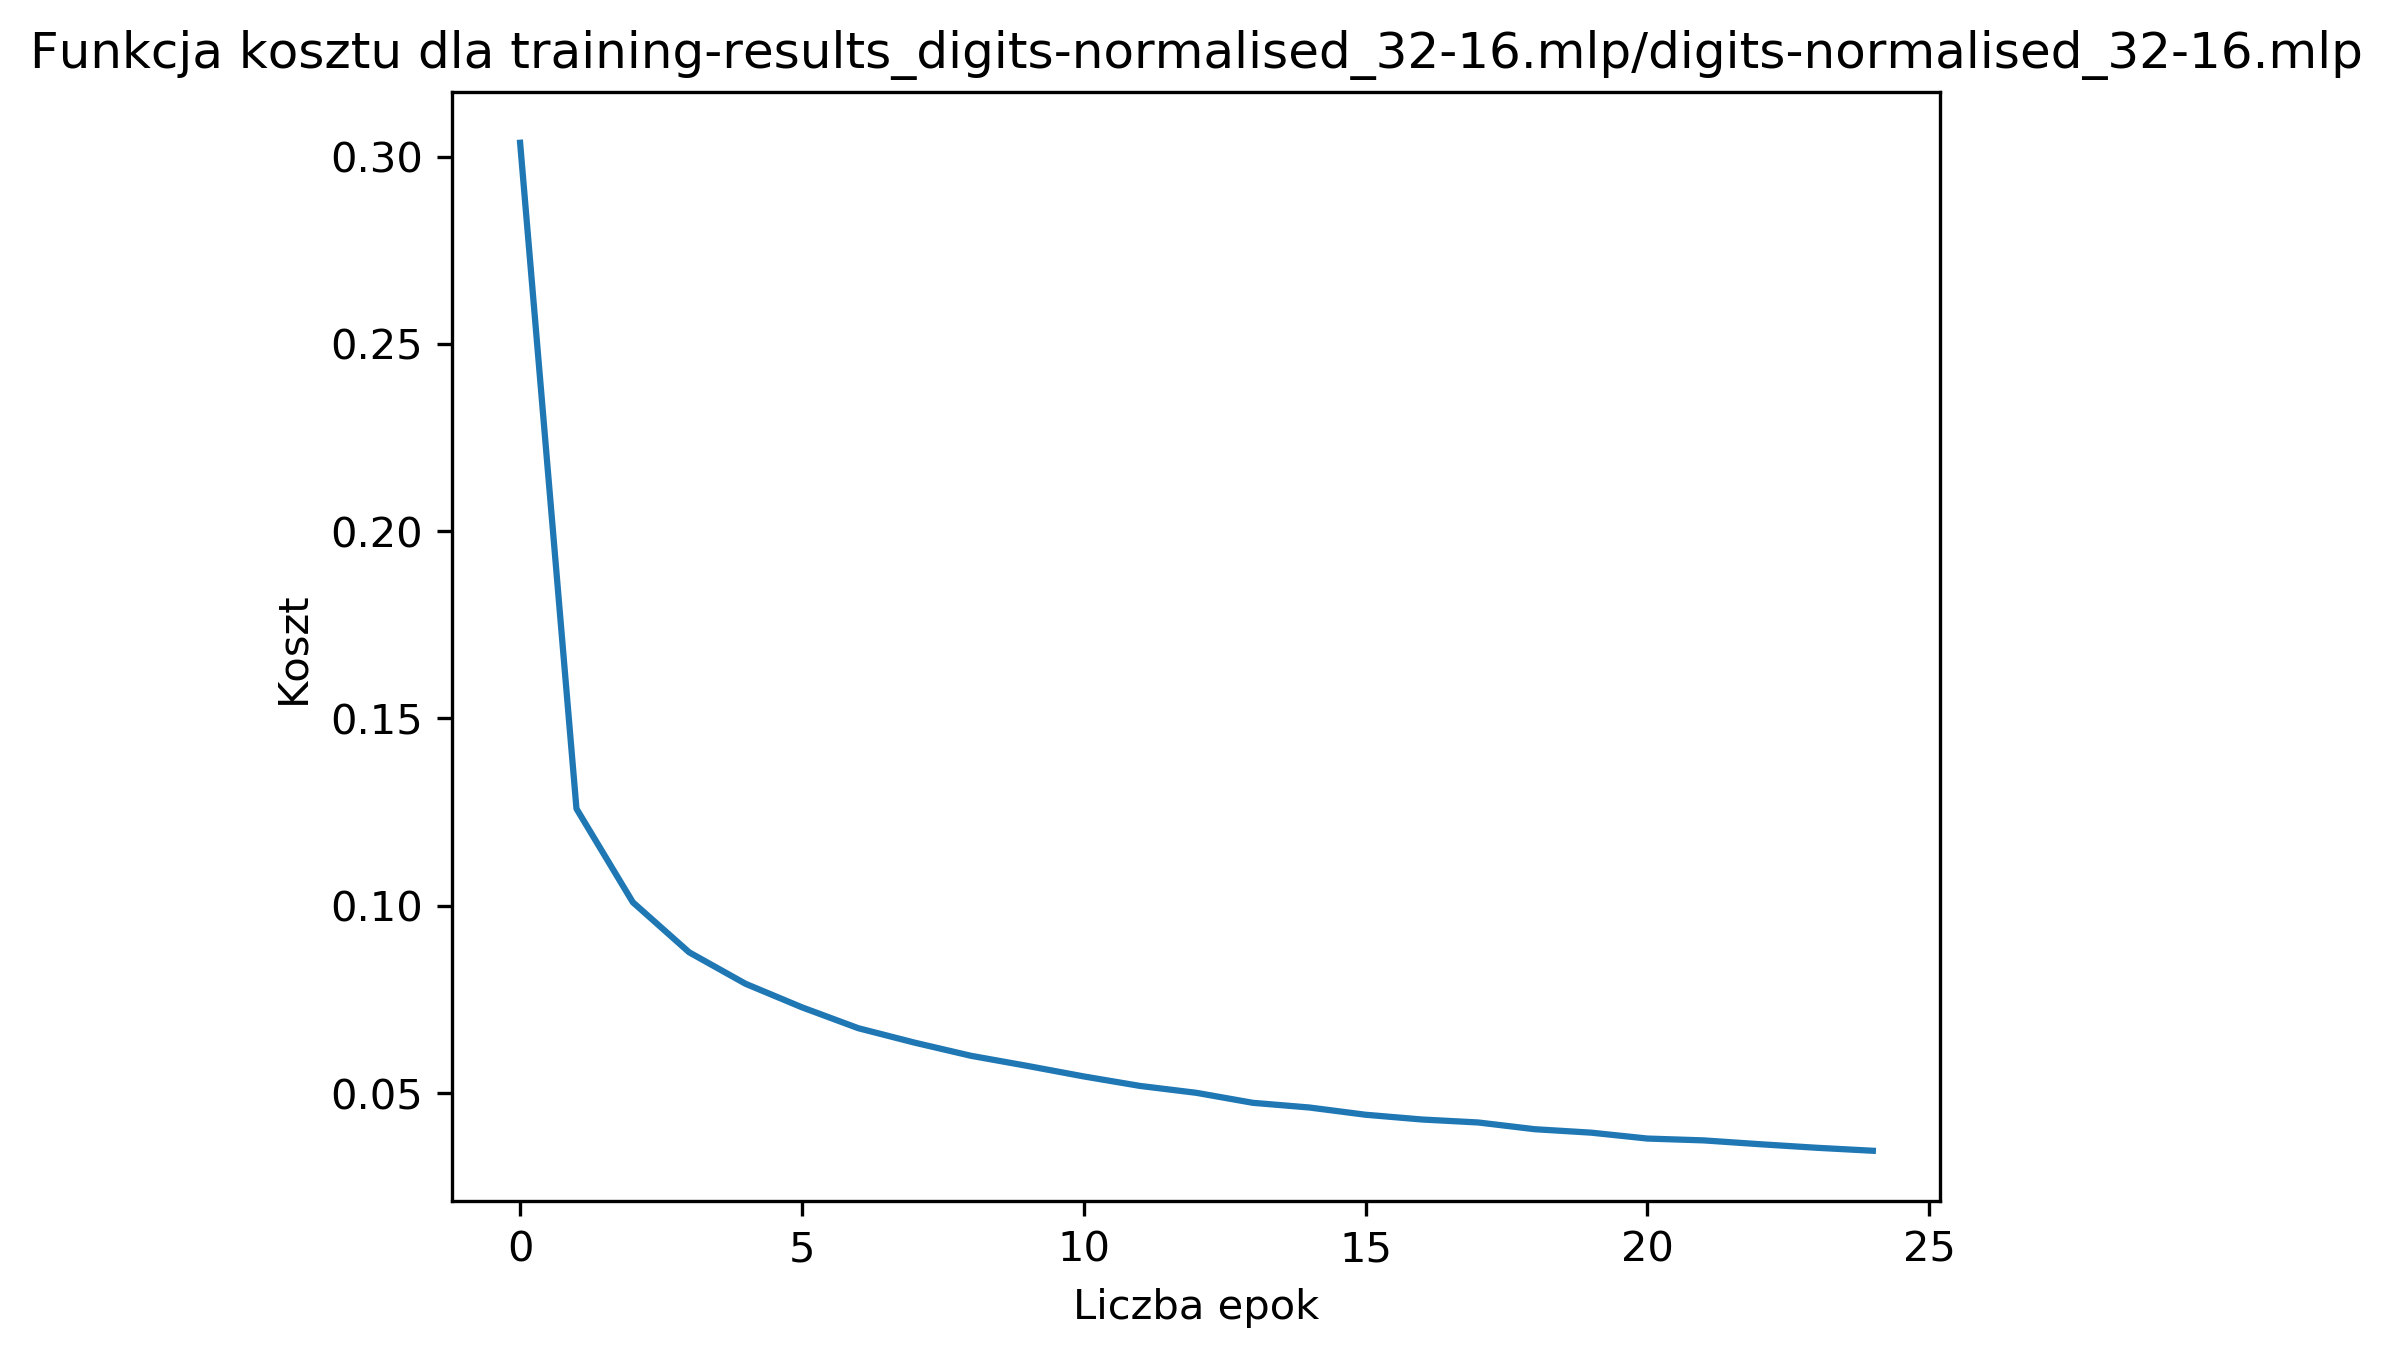 Funkcja kosztu dla training-results_digits-normalised_32-16.mlp/digits-normalised_32-16.mlp
0.30
0.25
0.20
0.15
0.10
0.05
Koszt
0 5 10 15 20 25
Liczba epok